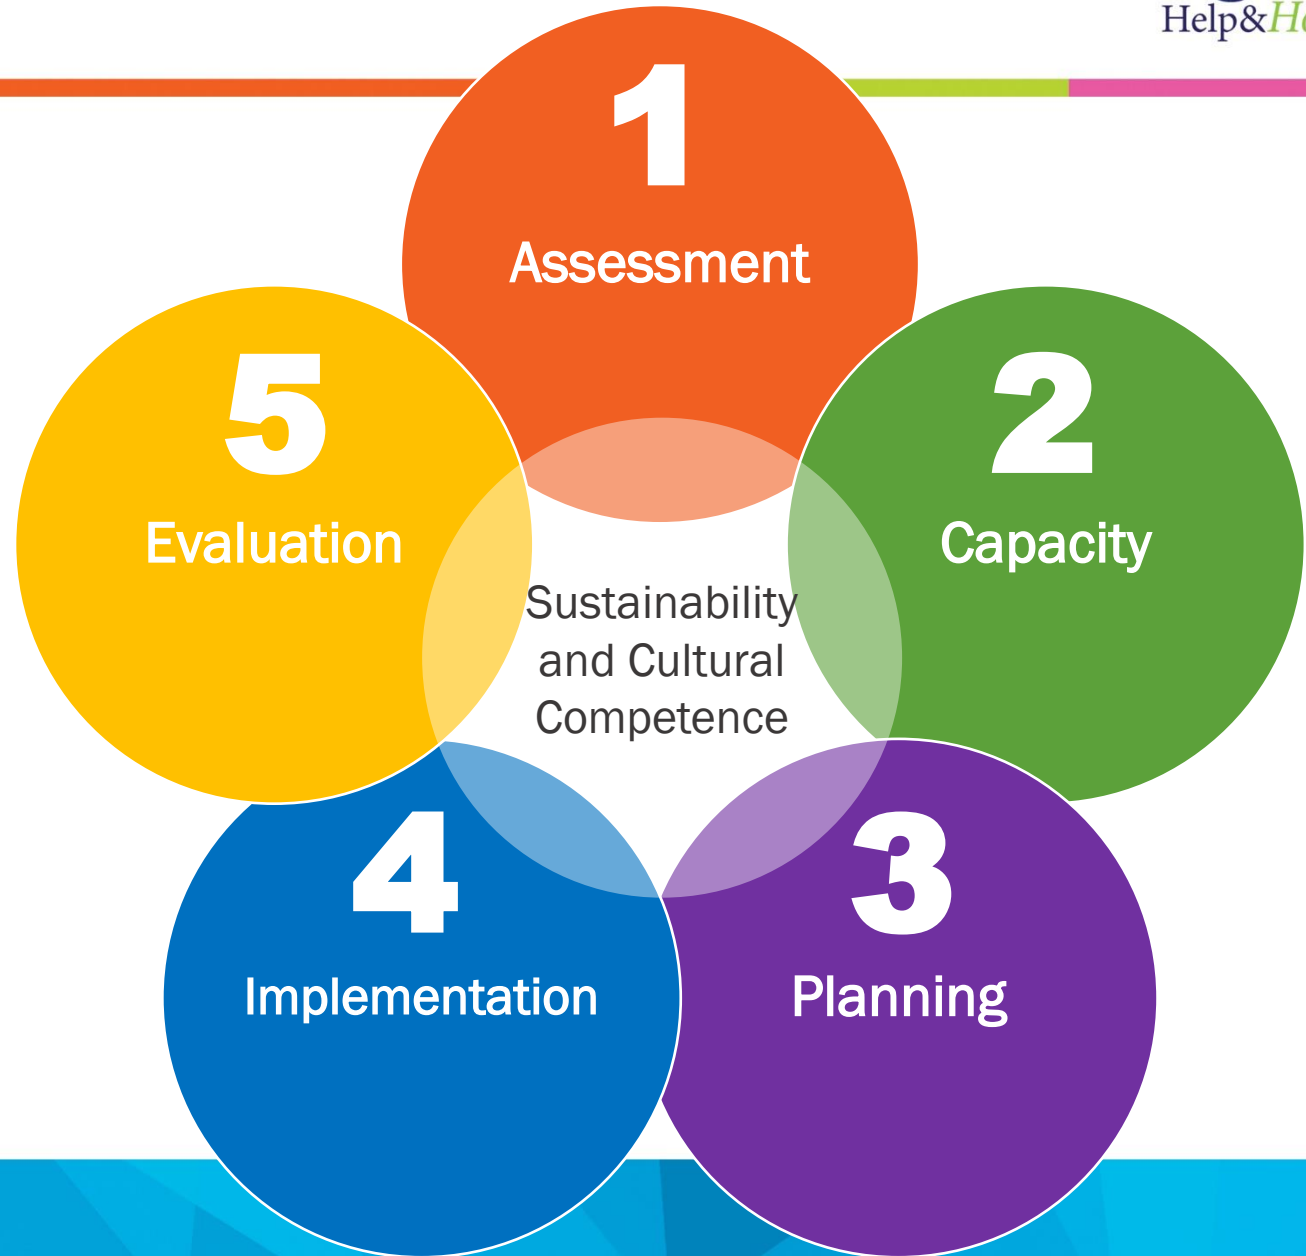 Help&
1
Assessment
2
Capacity
3
Planning
4
Implementation
5
Evaluation
Sustainability
and Cultural
Competence